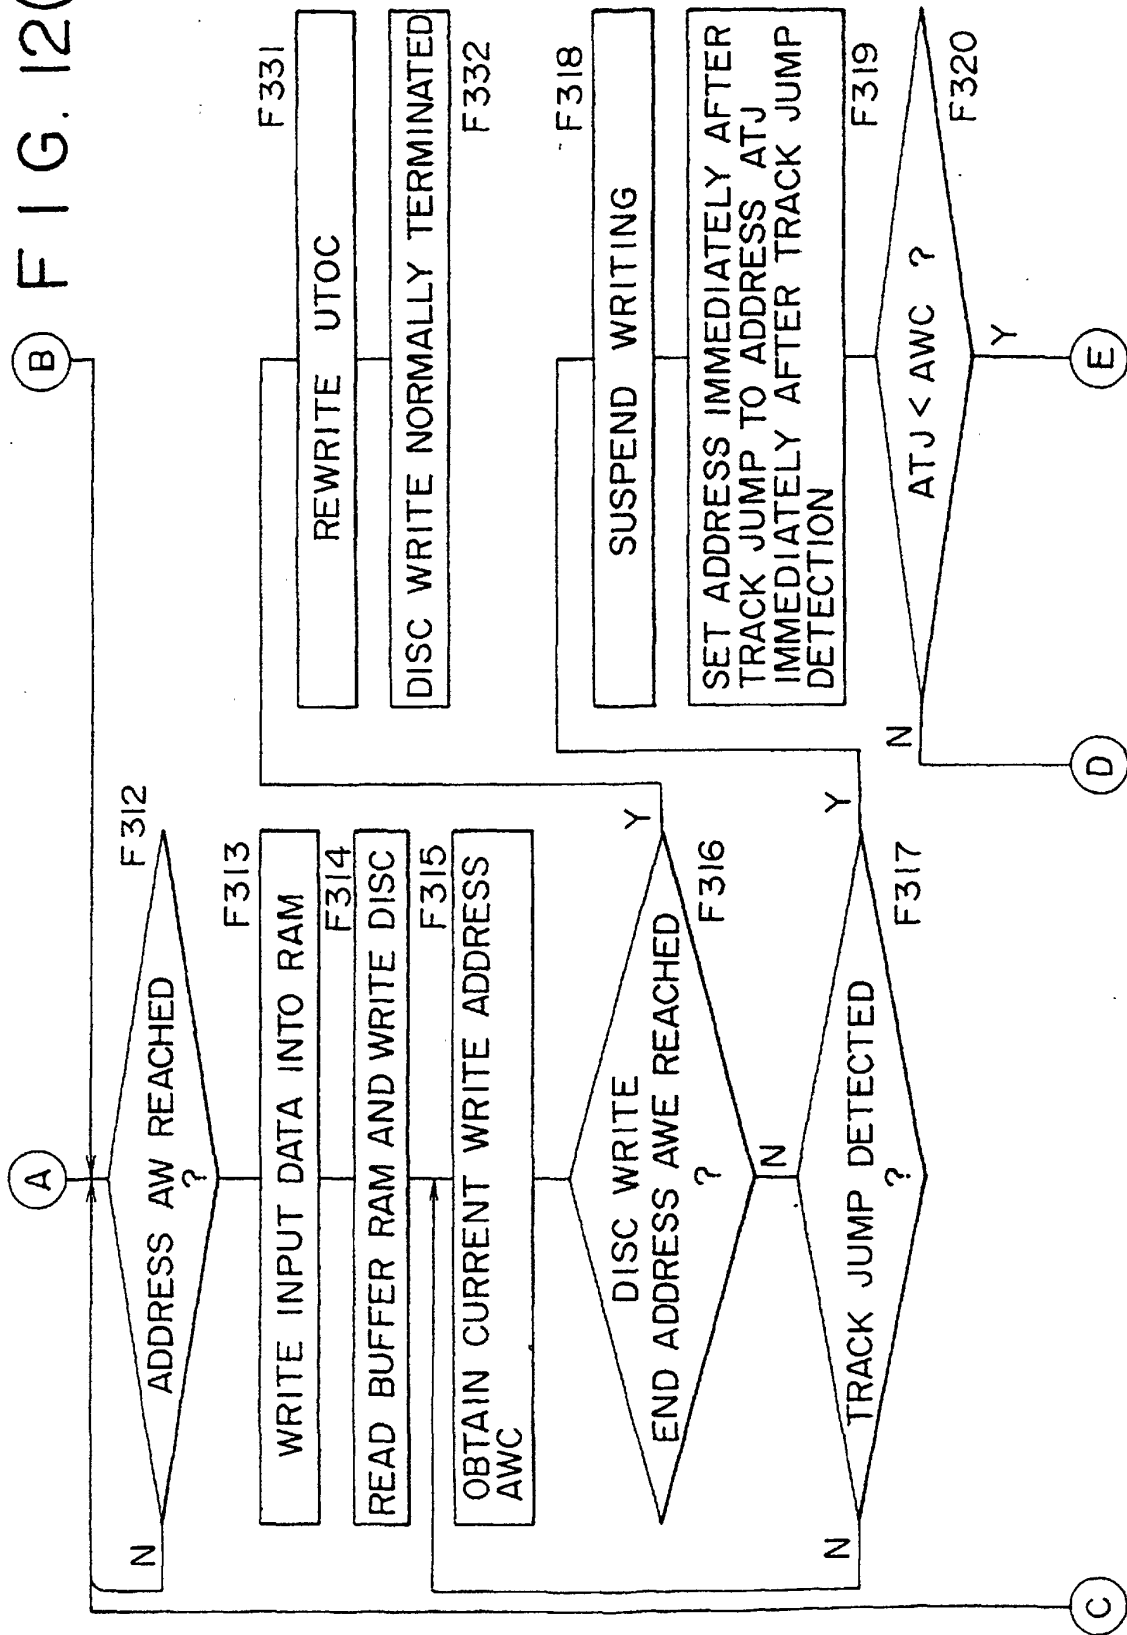 F I G. 12(
B
A
F312
ADDRESS AW REACHED
?
N
F313
WRITE INPUT DATA INTO RAM
F314
READ BUFFER RAM AND WRITE DISC
F315
OBTAIN CURRENT WRITE ADDRESS
AWC
DISC WRITE
END ADDRESS AWE REACHED
?
Y
F316
N
TRACK JUMP DETECTED
?
Y
F317
N
C
F331
REWRITE UTOC
DISC WRITE NORMALLY TERMINATED
F332
F318
SUSPEND WRITING
SET ADDRESS IMMEDIATELY AFTER
TRACK JUMP TO ADDRESS ATJ
IMMEDIATELY AFTER TRACK JUMP
DETECTION
F319
ATJ < AWC ?
F320
N
Y
D
E